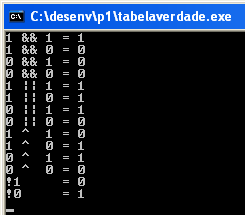 C:\desenv\p1\tabelaverdade.exe
1 && 1 = 1
1 && 0 = 0
0 && 1 = 0
0 && 0 = 0
1 ¦¦ 1 = 1
1 ¦¦ 0 = 1
0 ¦¦ 1 = 1
0 ¦¦ 0 = 0
1 ^  1 = 0
1 ^  0 = 1
0 ^  1 = 1
0 ^  0 = 0
!1     = 0
!0     = 1